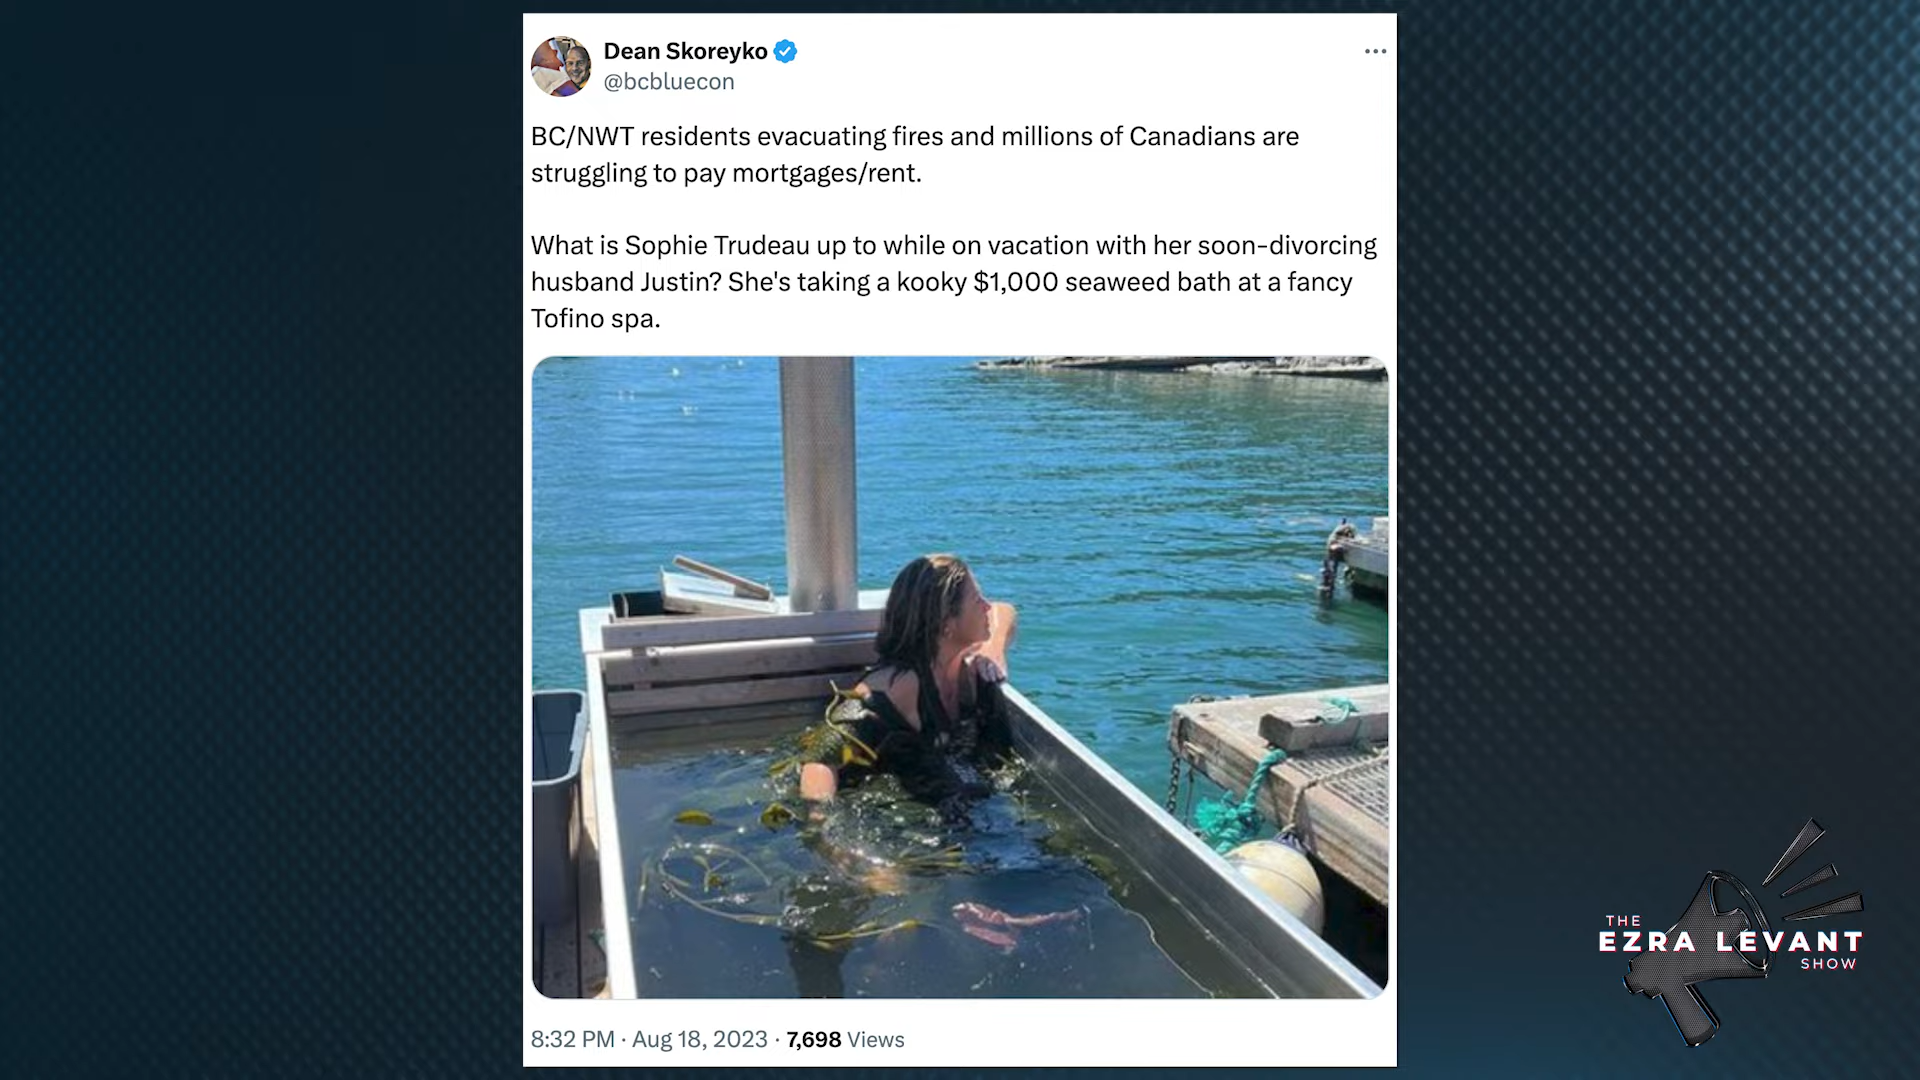 Dean Skoreyko
@bcbluecon
BC/NWT residents evacuating fires and millions of Canadians are
struggling to pay mortgages/rent.
What is Sophie Trudeau up to while on vacation with her soon-divorcing
husband Justin? She's taking a kooky $1,000 seaweed bath at a fancy
Tofino spa.
8:32 PM · Aug 18, 2023 · 7,698 Views
THE
EZRA LEVANT
SHOW